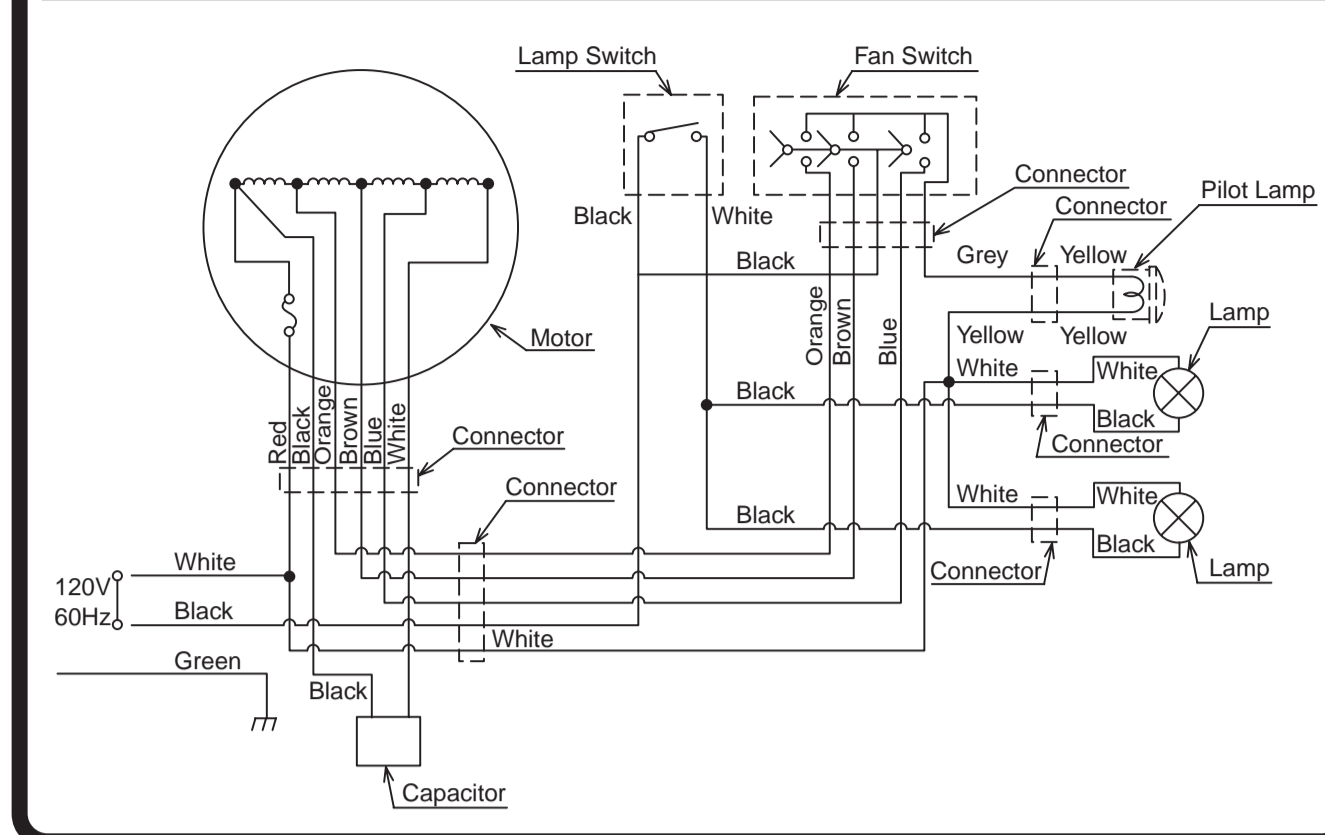 Lamp Switch
Fan Switch
Connector
Connector
Pilot Lamp
Black
White
Black
Grey
Yellow
Motor
Orange
Brown
Blue
Yellow
Yellow
Lamp
White
White
Black
Black
Connector
Red
Black
Orange
Brown
Blue
White
Connector
Connector
White
White
Black
Black
Connector
Lamp
120V
60Hz
White
Black
White
Green
Black
Capacitor